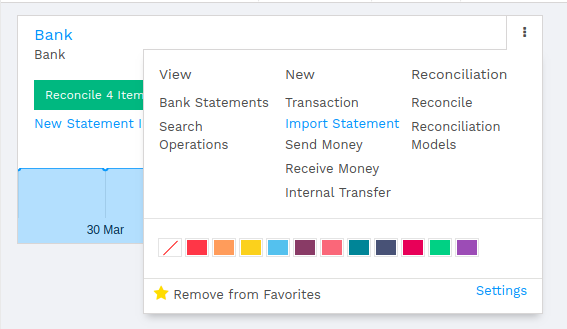 Bank
Bank
Reconcile 4 Item
New Statement I
30 Mar
View
Bank Statements
Search
Operations
New
Transaction
Import Statement
Send Money
Receive Money
Internal Transfer
Reconciliation
Reconcile
Reconciliation
Models
Remove from Favorites
Settings